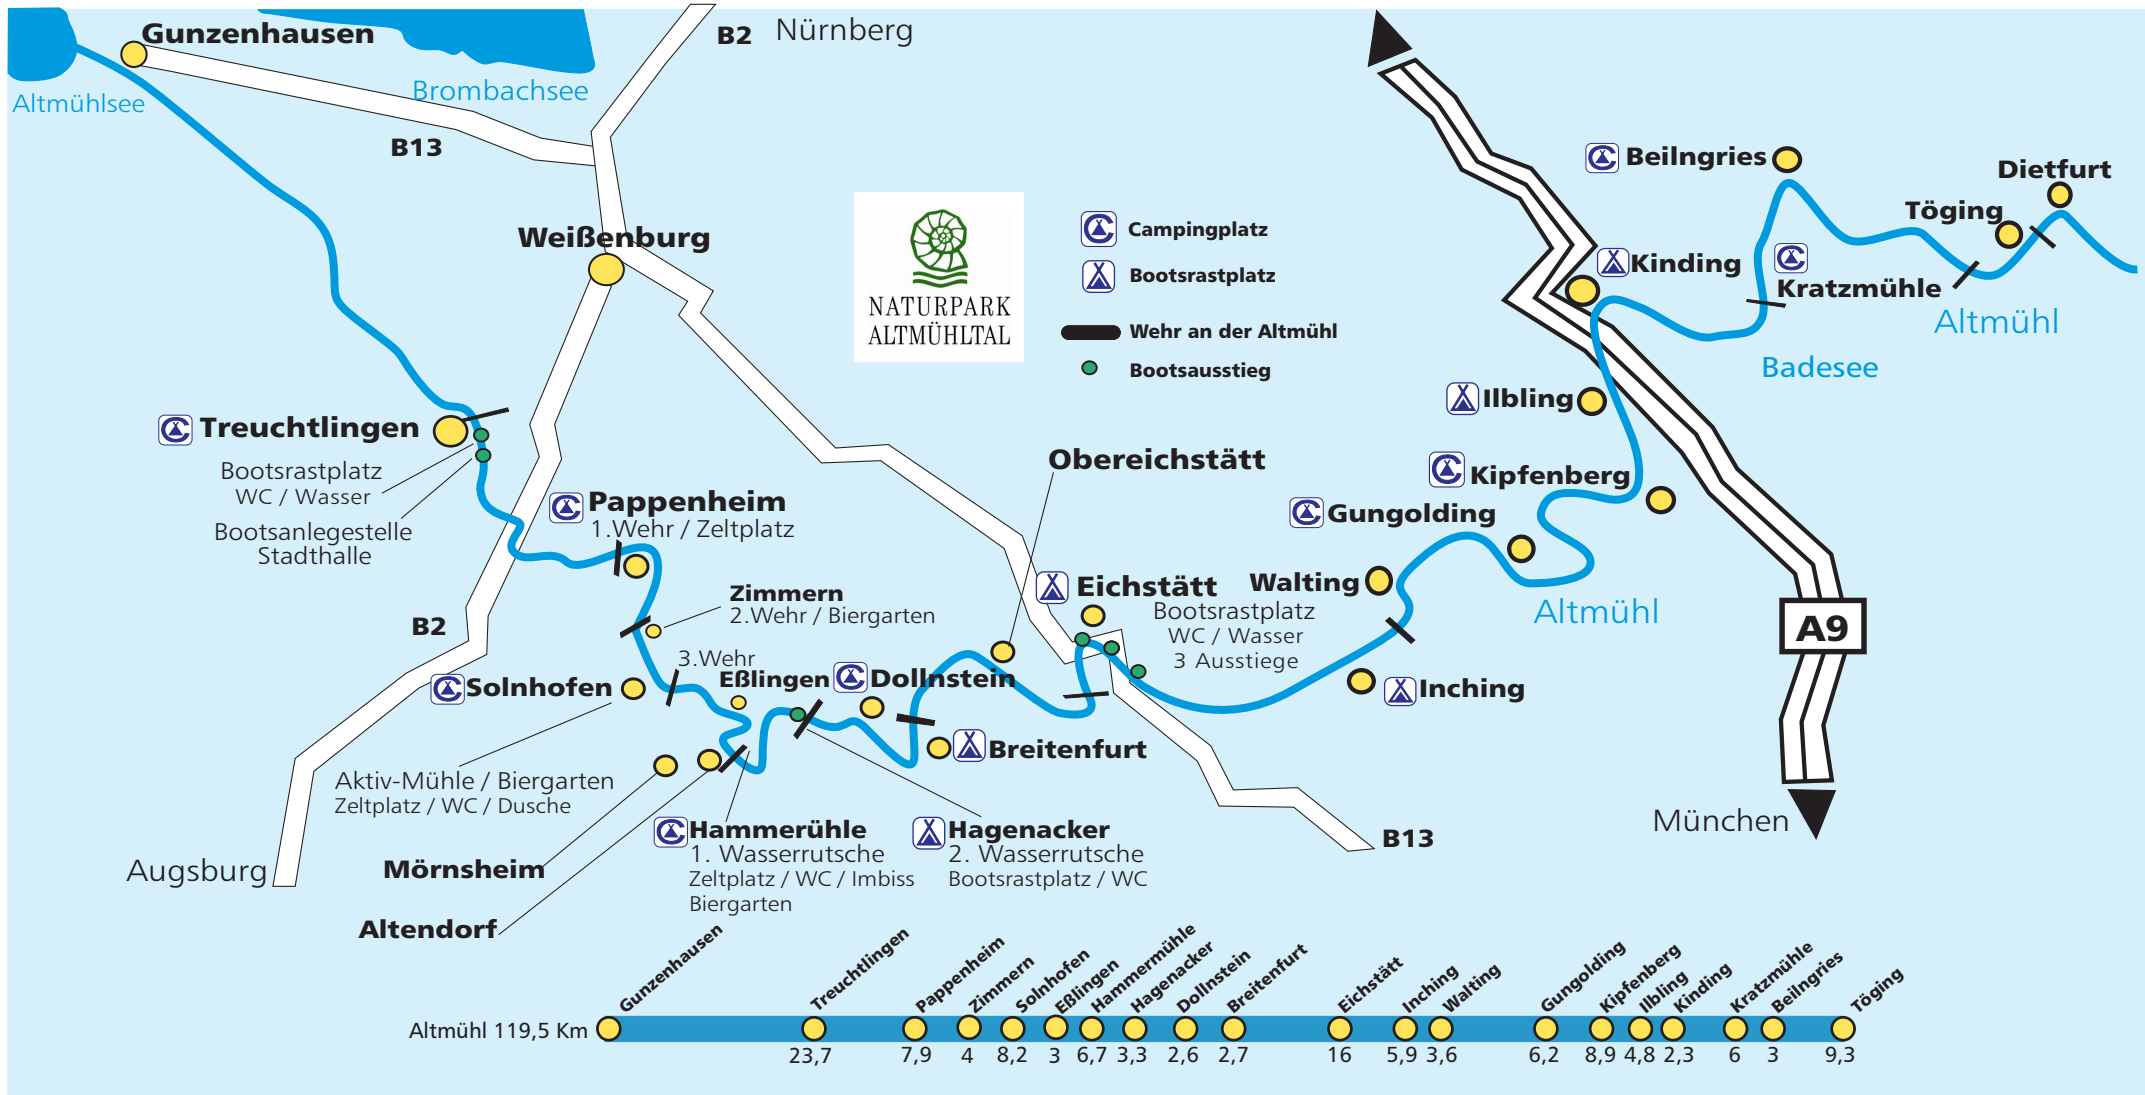 Gunzenhausen
B2 Nürnberg
Altmühlsee
Brombachsee
B13
Weißenburg
NATURPARK
ALTMÜHLTAL
Campingplatz
Bootsrastplatz
Wehr an der Altmühl
Bootsausstieg
Beilngries
Dietfurt
Töging
Kinding
Kratzmühle
Altmühl
Badesee
Ilbling
Kipfenberg
Gungolding
Treuchtlingen
Bootsrastplatz
WC / Wasser
Bootsanlegestelle
Stadthalle
Pappenheim
1.Wehr / Zeltplatz
Obereichstätt
Zimmern
2.Wehr / Biergarten
B2
Eichstätt
Bootsrastplatz
WC / Wasser
3 Ausstiege
Walting
Altmühl
A9
3.Wehr
Eßlingen
Solnhofen
Dollnstein
Inching
Breitenfurt
Aktiv-Mühle / Biergarten
Zeltplatz / WC / Dusche
München
Augsburg
Mörnsheim
Altendorf
Hammerühle
1. Wasserrutsche
Zeltplatz / WC / Imbiss
Biergarten
Hagenacker
2. Wasserrutsche
Bootsrastplatz / WC
B13
Gunzenhausen
Treuchtlingen
Pappenheim
Zimmern
Solnhofen
Eßlingen
Hammermühle
Hagenacker
Dollnstein
Breitenfurt
Eichstätt
Inching
Walting
Gungolding
Kipfenberg
Ilbling
Kinding
Kratzmühle
Beilngries
Töging
Altmühl 119,5 Km
23,7 7,9 4 8,2 3 6,7 3,3 2,6 2,7 16 5,9 3,6 6,2 8,9 4,8 2,3 6 3 9,3